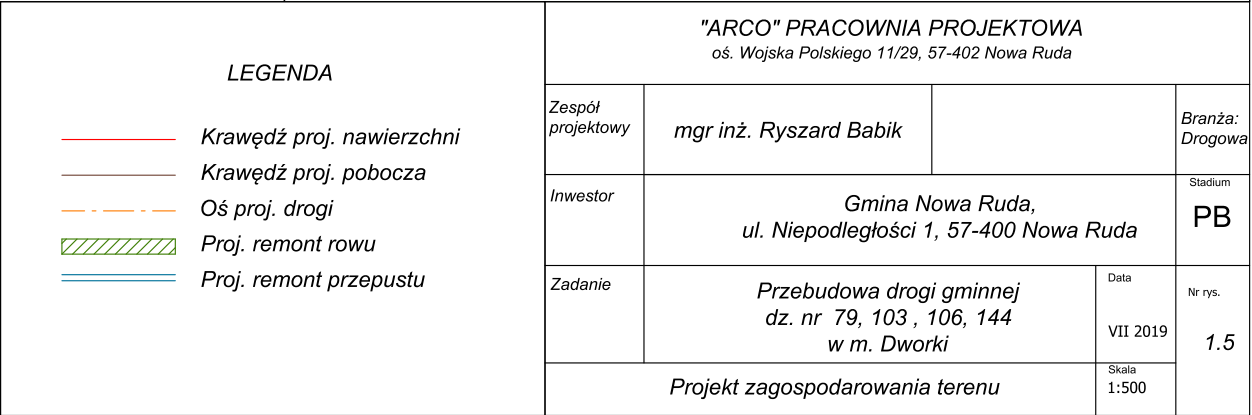 LEGENDA
Krawędź proj. nawierzchni
Krawędź proj. pobocza
Oś proj. drogi
Proj. remont rowu
Proj. remont przepustu
"ARCO" PRACOWNIA PROJEKTOWA
oś. Wojska Polskiego 11/29, 57-402 Nowa Ruda
Zespół
projektowy
mgr inż. Ryszard Babik
Branża:
Drogowa
Inwestor
Gmina Nowa Ruda,
ul. Niepodległości 1, 57-400 Nowa Ruda
Stadium
PB
Zadanie
Przebudowa drogi gminnej
dz. nr 79, 103 , 106, 144
w m. Dworki
Data
VII 2019
Nr rys.
1.5
Projekt zagospodarowania terenu
Skala
1:500